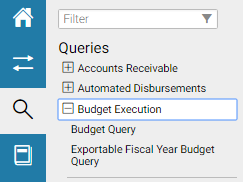 Filter
Queries
Accounts Receivable
Automated Disbursements
Budget Execution
Budget Query
Exportable Fiscal Year Budget
Query